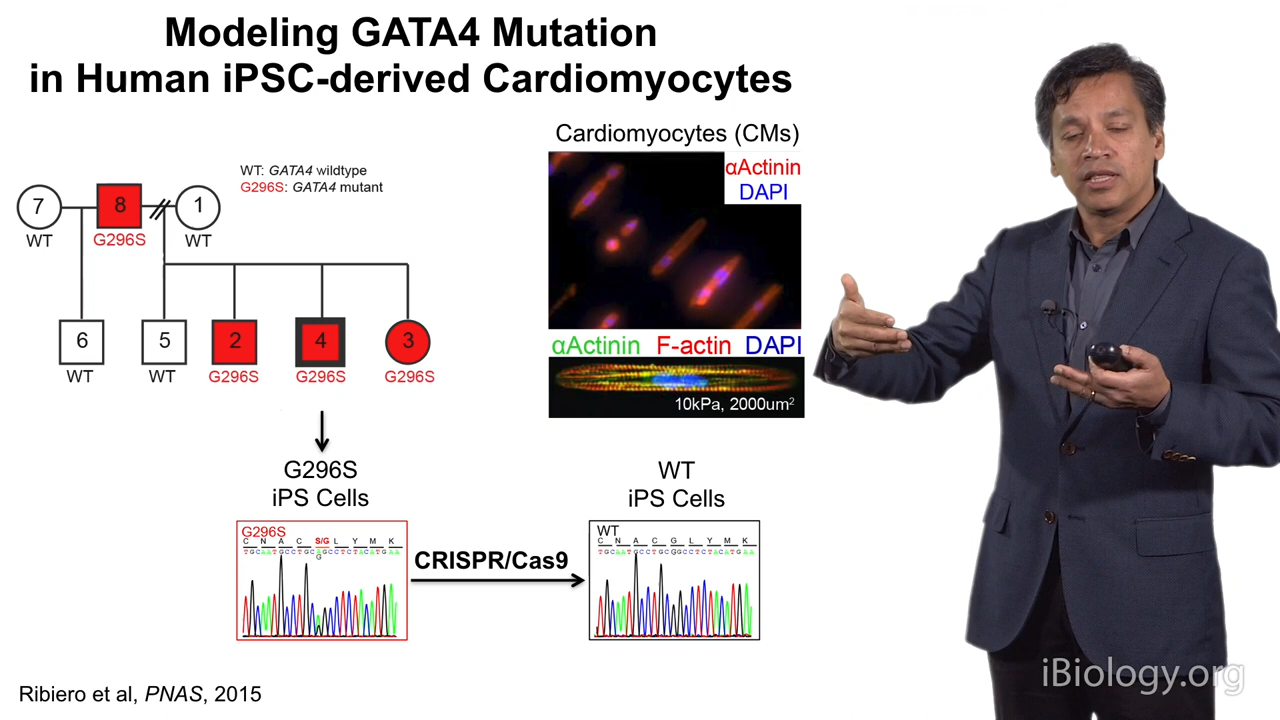 Modeling GATA4 Mutation
in Human iPSC-derived Cardiomyocytes
WT: GATA4 wildtype
G296S: GATA4 mutant
7
8
1
WT
G296S
WT
6
5
2
4
3
WT
WT
G296S
G296S
G296S
Cardiomyocytes (CMs)
αActinin
DAPI
αActinin F-actin DAPI
10kPa, 2000um²
G296S
iPS Cells
WT
iPS Cells
G296S
C N A C S/G L Y M K
CRISPR/Cas9
WT
C N A C G L Y M K
TGCAATGCCTGCGGCCTCTACATGAA
Ribiero et al, PNAS, 2015
iBiology.org